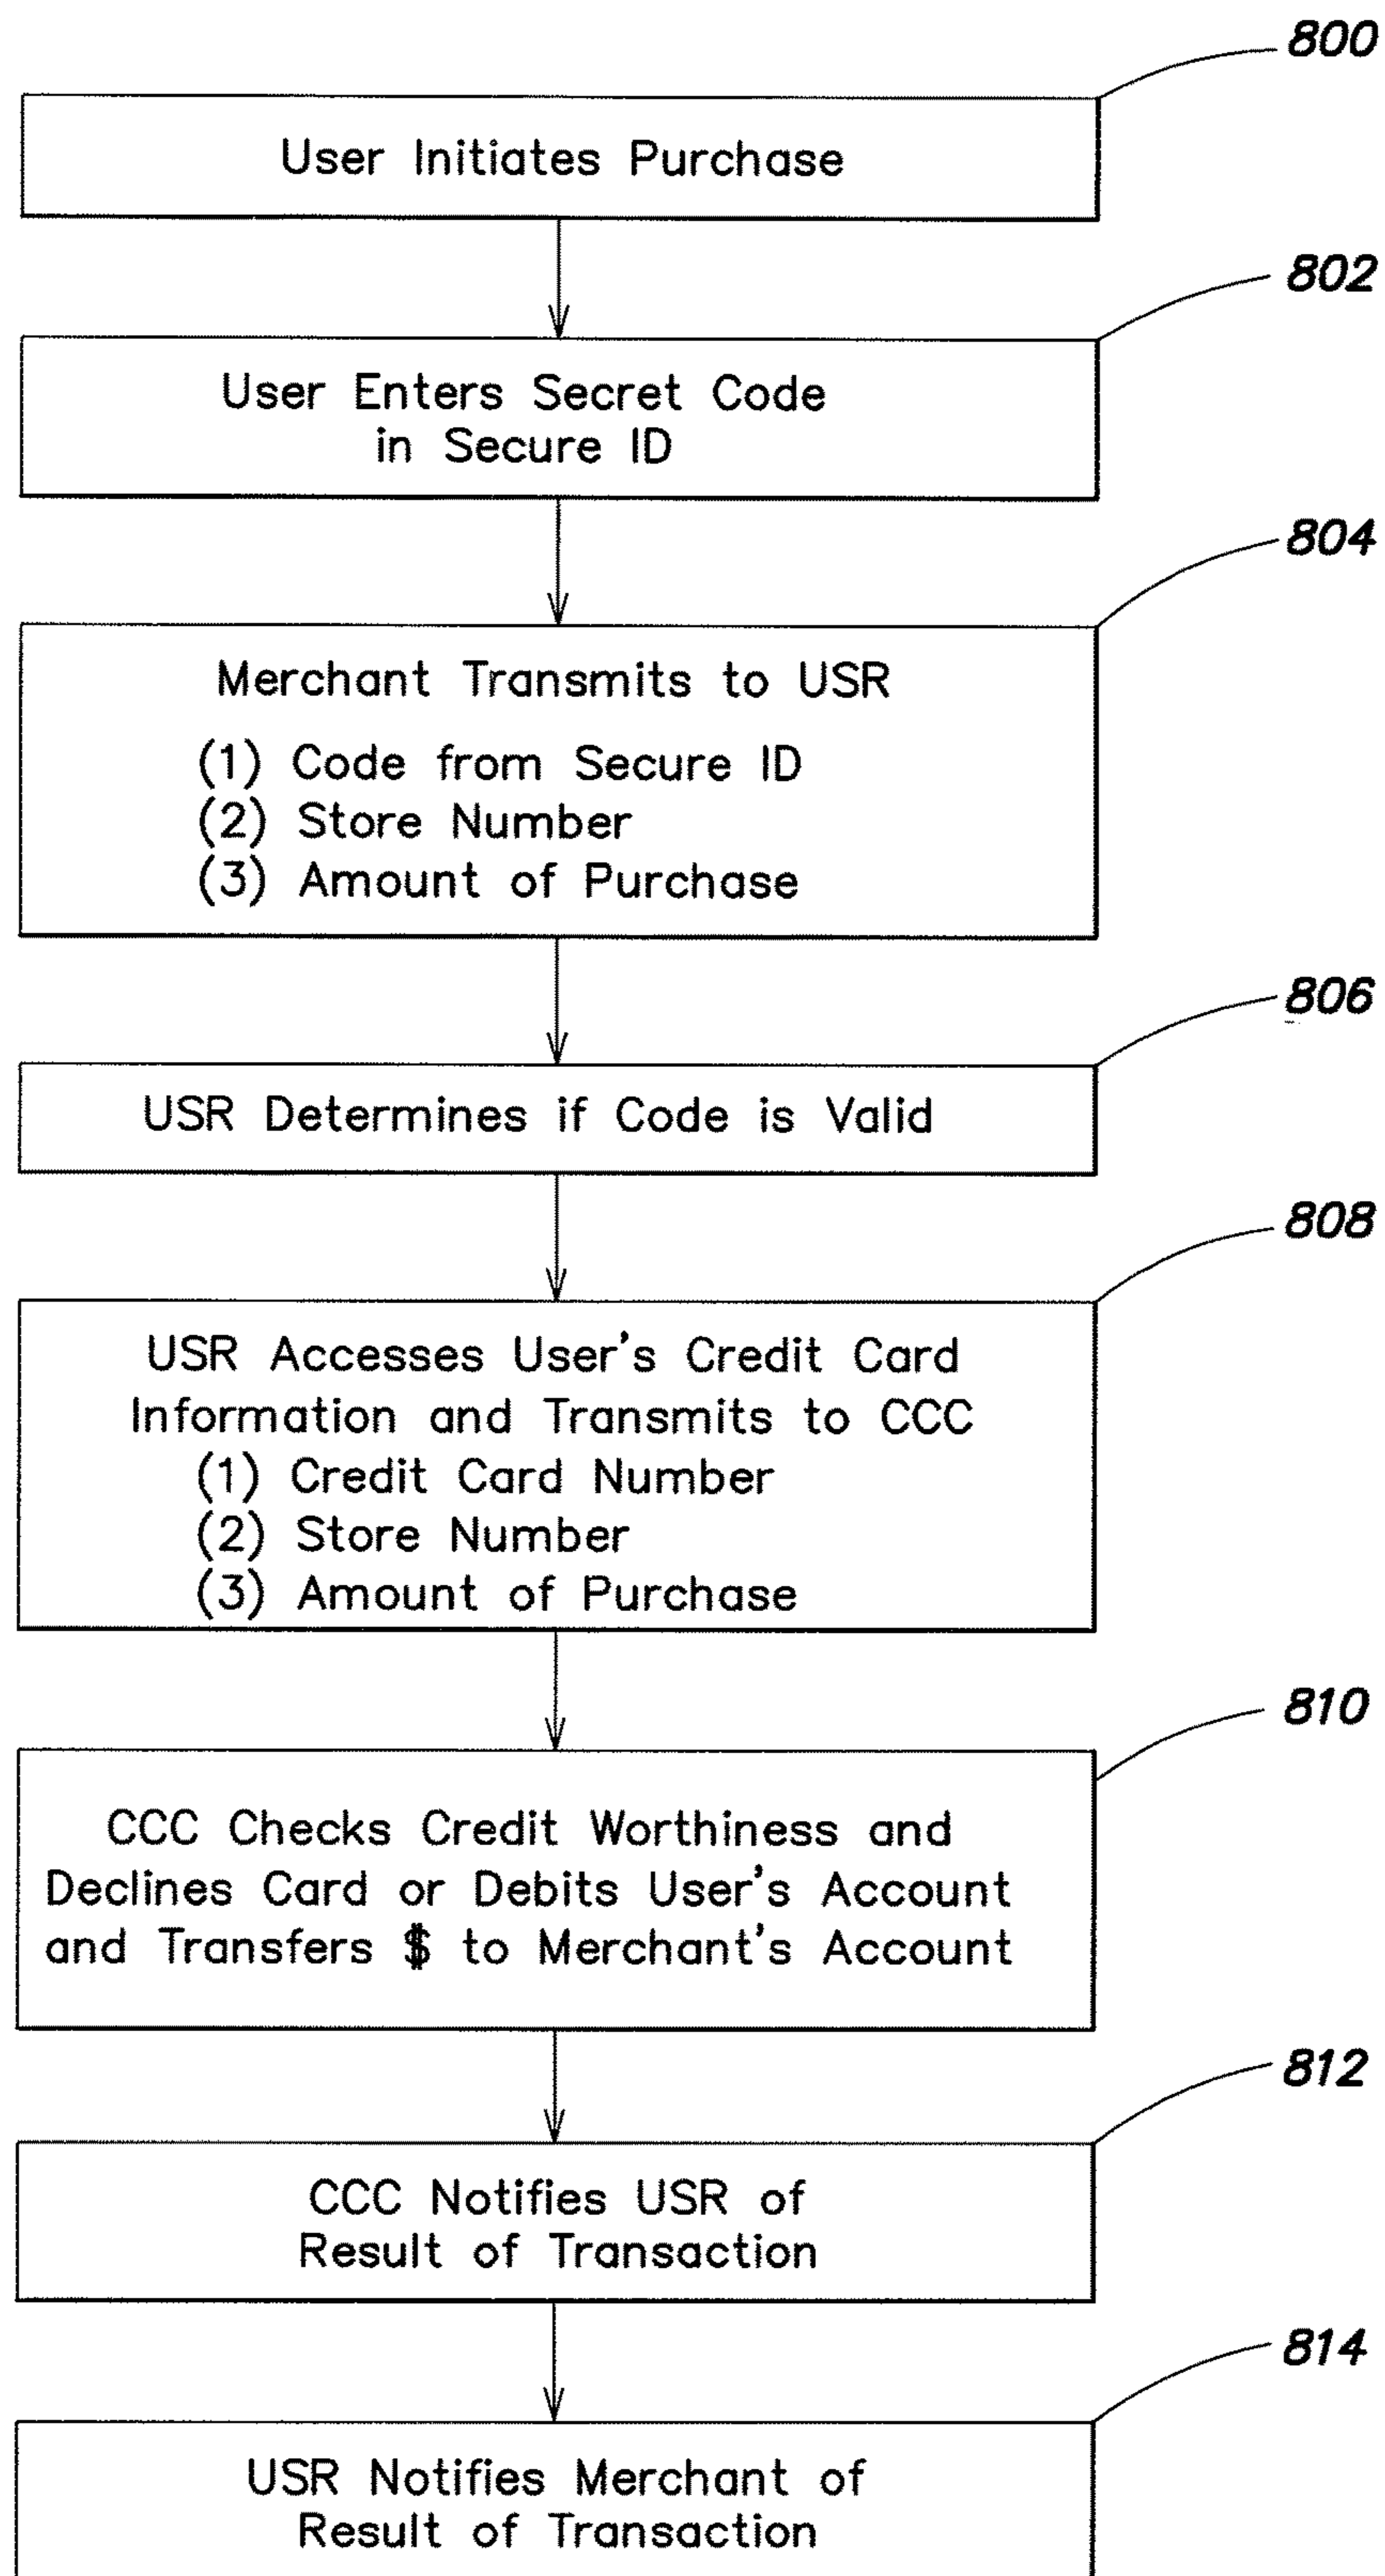 800
User Initiates Purchase
802
User Enters Secret Code
in Secure ID
804
Merchant Transmits to USR
(1) Code from Secure ID
(2) Store Number
(3) Amount of Purchase
806
USR Determines if Code is Valid
808
USR Accesses User's Credit Card
Information and Transmits to CCC
(1) Credit Card Number
(2) Store Number
(3) Amount of Purchase
810
CCC Checks Credit Worthiness and
Declines Card or Debits User's Account
and Transfers $ to Merchant's Account
812
CCC Notifies USR of
Result of Transaction
814
USR Notifies Merchant of
Result of Transaction